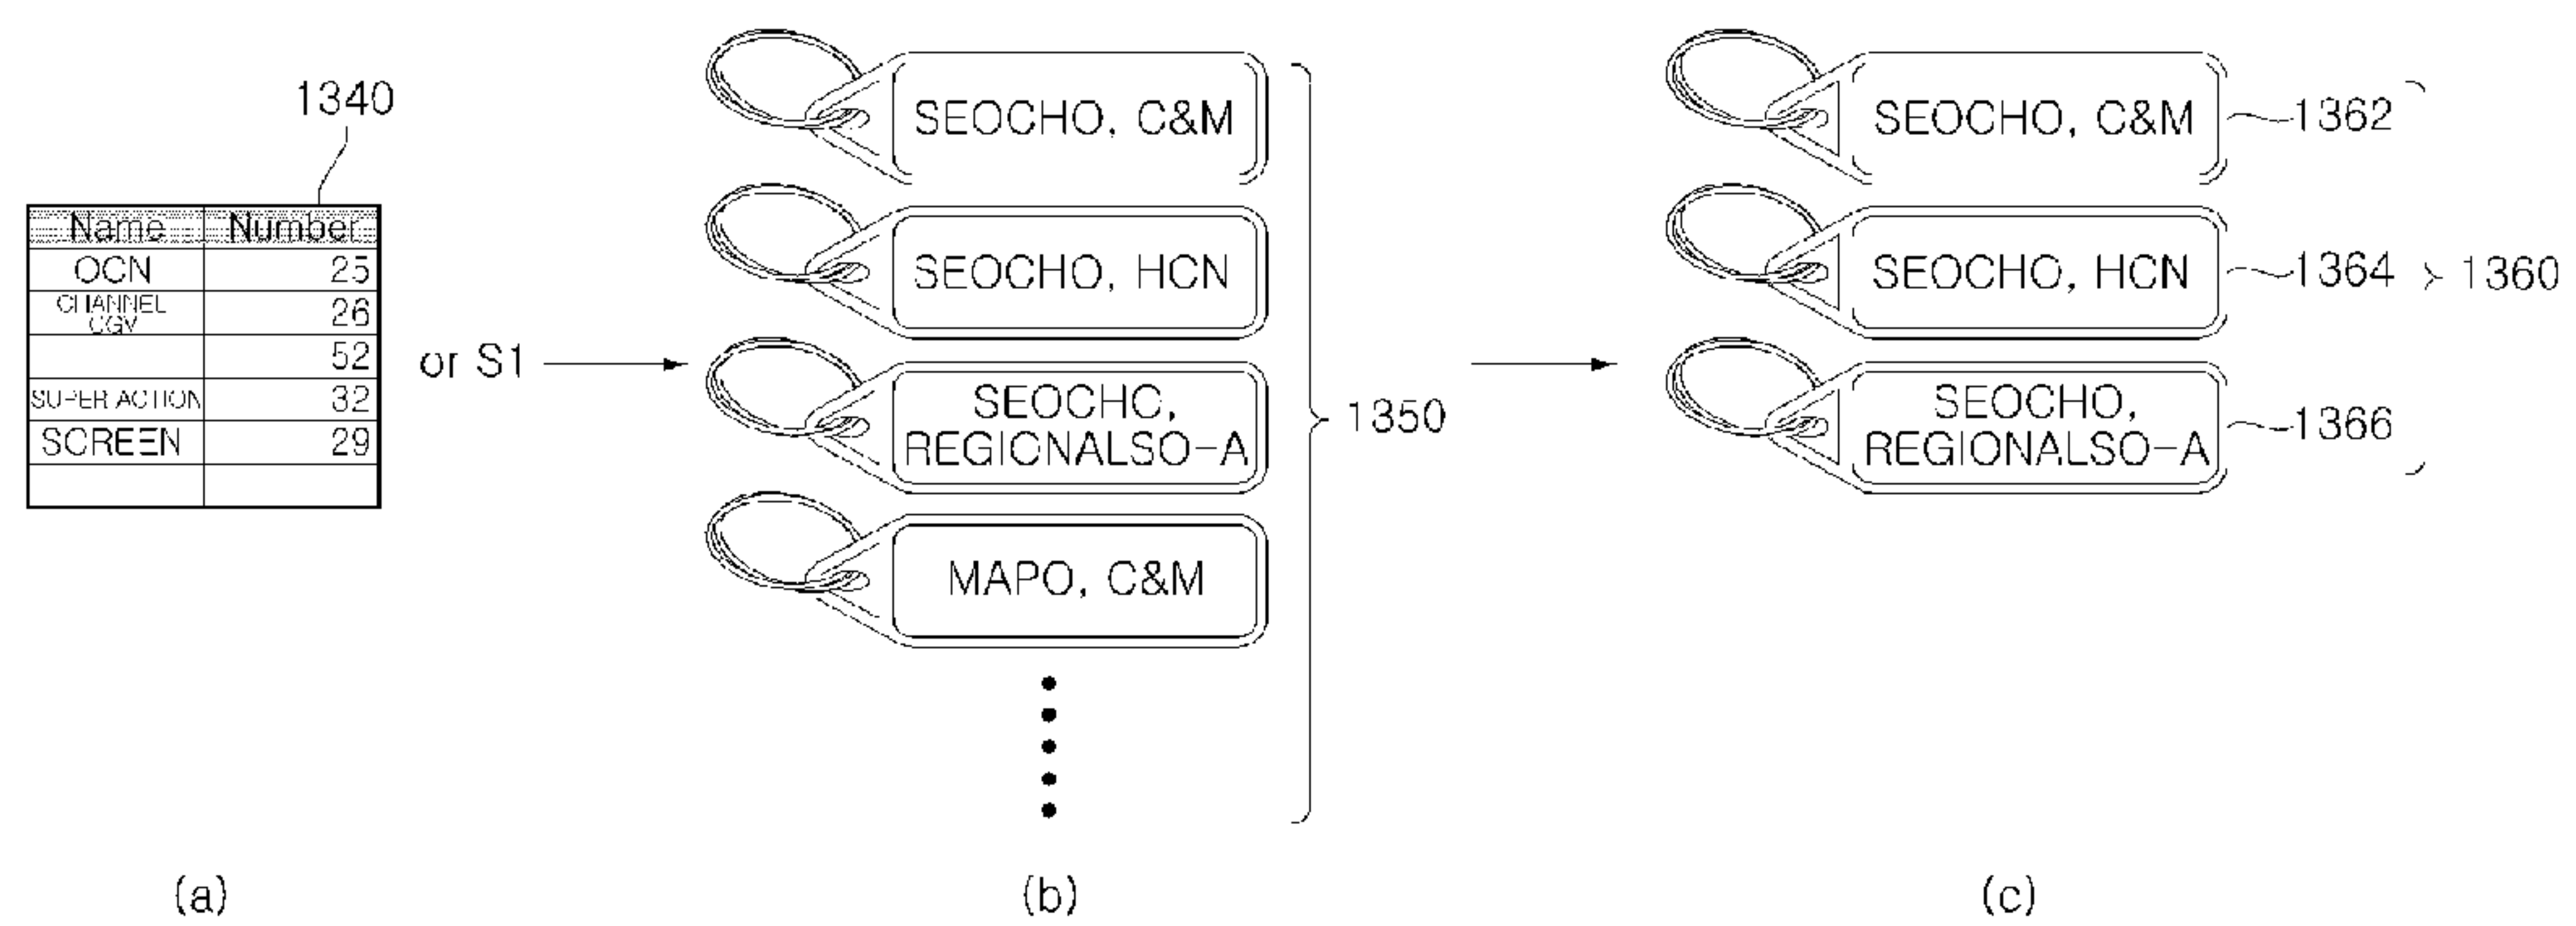 1340
Name Number
OCN 25
CHANNEL
CGV
26
52
SUPER ACTION 32
SCREEN 29
or S1
SEOCHO, C&M
SEOCHO, HCN
SEOCHO,
REGIONALSO-A
MAPO, C&M
1350
SEOCHO, C&M
1362
SEOCHO, HCN
1364
1360
SEOCHO,
REGIONALSO-A
1366
(a)
(b)
(c)